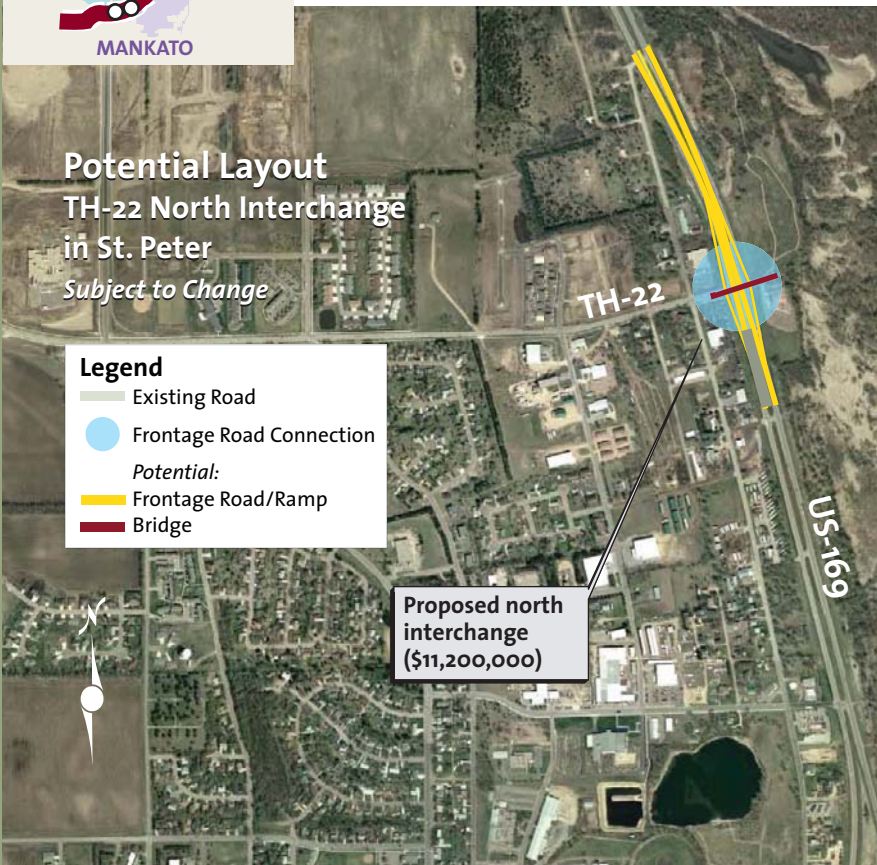 MANKATO
Potential Layout
TH-22 North Interchange
in St. Peter
Subject to Change
TH-22
Legend
Existing Road
Frontage Road Connection
Potential:
Frontage Road/Ramp
Bridge
US-169
Proposed north
interchange
($11,200,000)
N